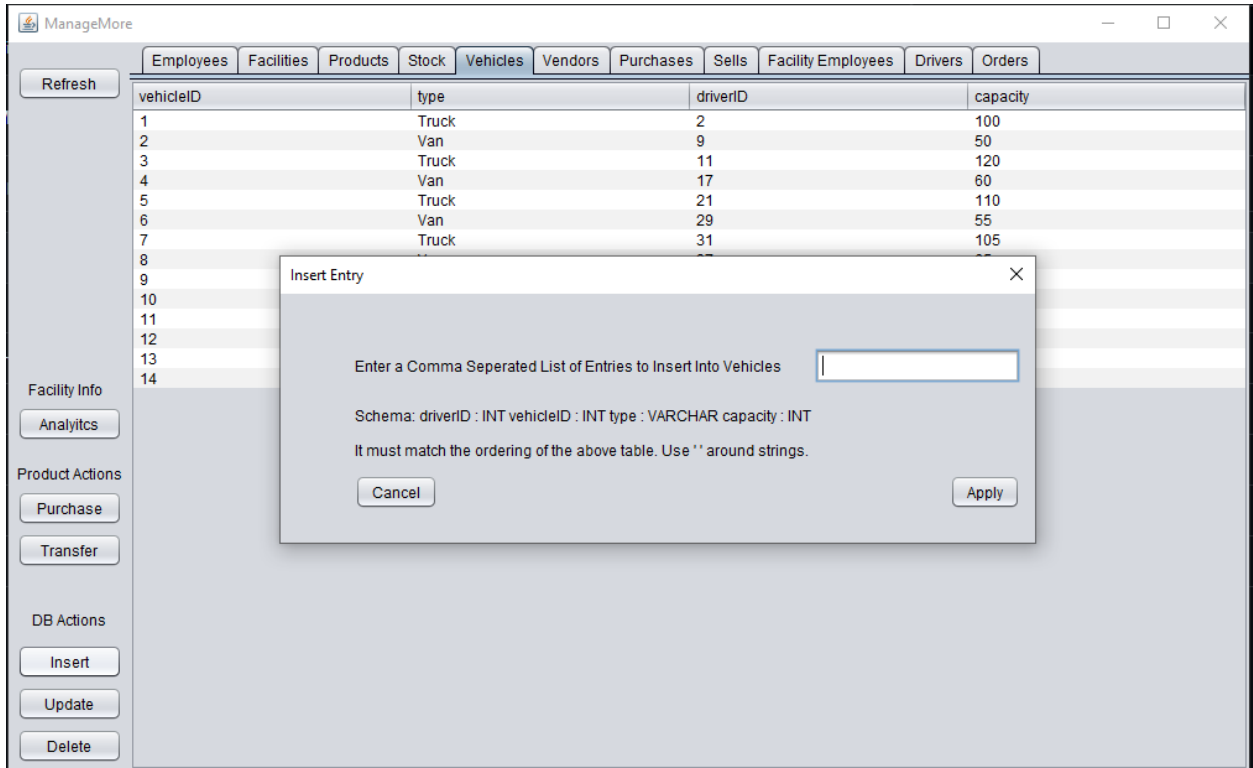 ManageMore
Employees Facilities Products Stock Vehicles Vendors Purchases Sells Facility Employees Drivers Orders
Refresh
vehicleID type driverID capacity
1 Truck 2 100
2 Van 9 50
3 Truck 11 120
4 Van 17 60
5 Truck 21 110
6 Van 29 55
7 Truck 31 105
8
9
10
11
12
13
14
Insert Entry
Enter a Comma Seperated List of Entries to Insert Into Vehicles
Schema: driverID : INT vehicleID : INT type : VARCHAR capacity : INT
It must match the ordering of the above table. Use ' ' around strings.
Cancel Apply
Facility Info
Analyitcs
Product Actions
Purchase
Transfer
DB Actions
Insert
Update
Delete